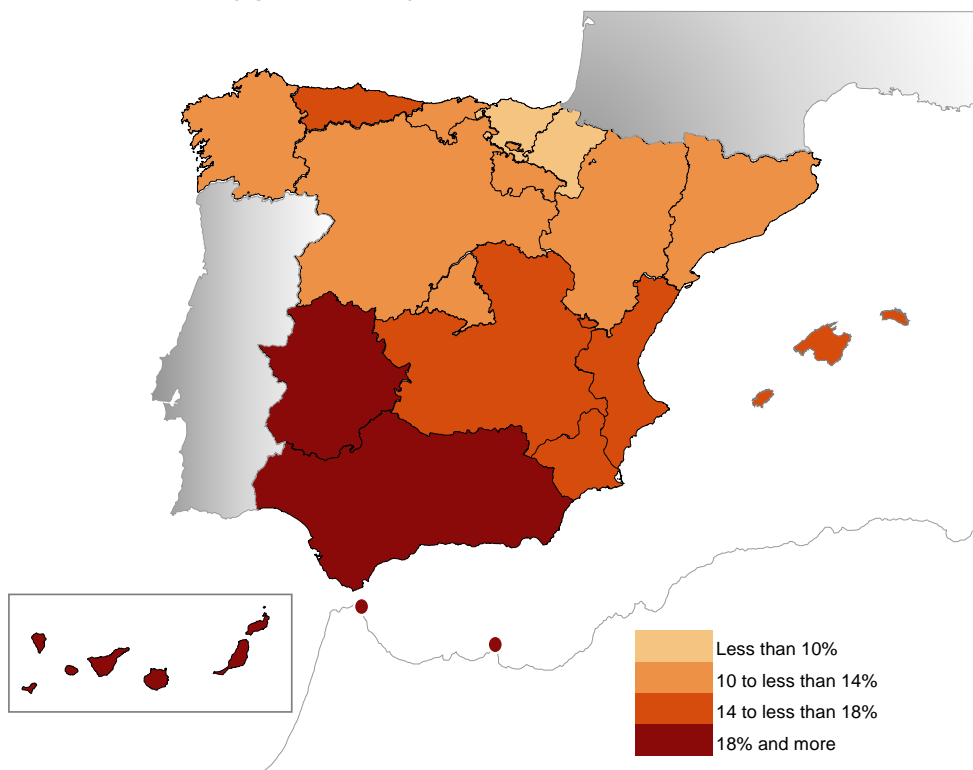 Less than 10%
10 to less than 14%
14 to less than 18%
18% and more